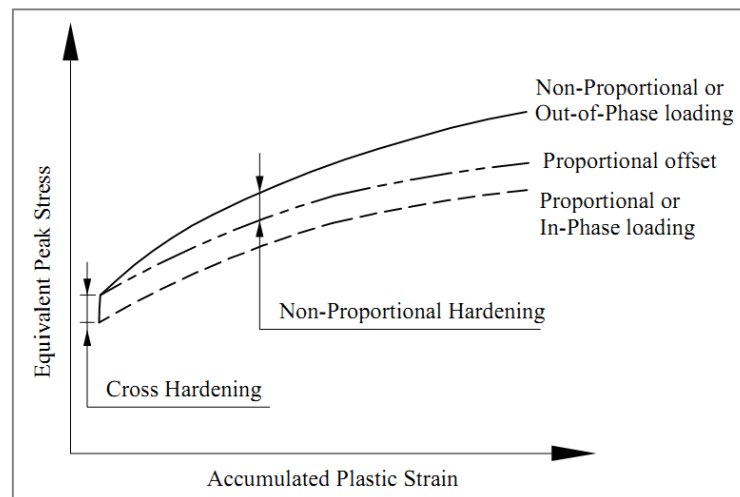 Non-Proportional or
Out-of-Phase loading
Proportional offset
Proportional or
In-Phase loading
Non-Proportional Hardening
Cross Hardening
Equivalent Peak Stress
Accumulated Plastic Strain